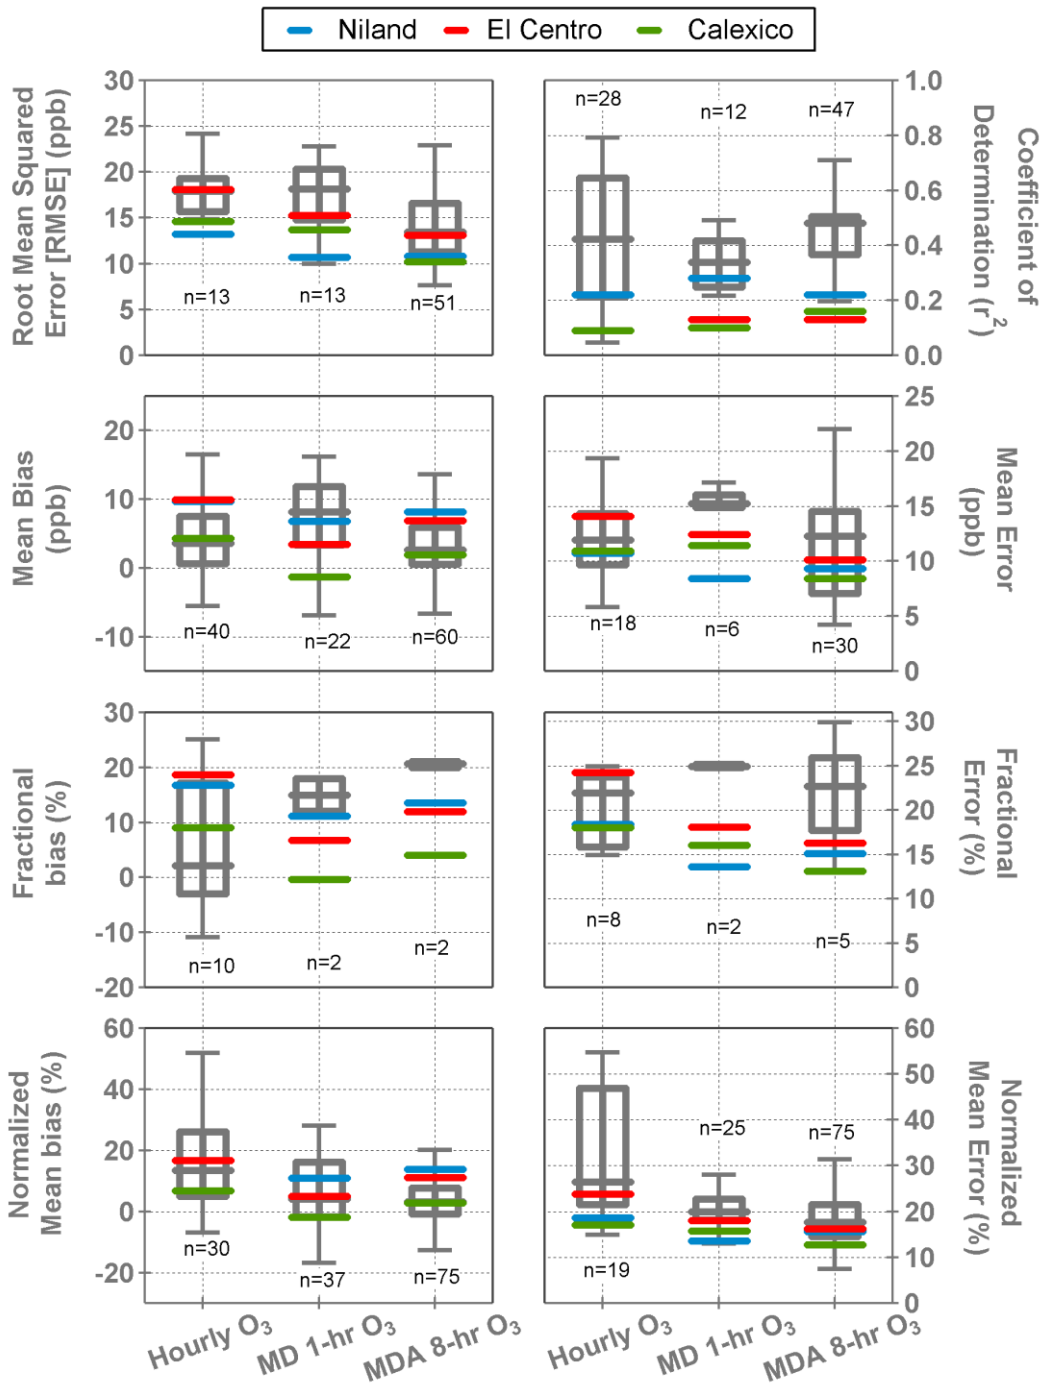 Niland El Centro Calexico
Root Mean Squared
Error [RMSE] (ppb)
30
25
20
15
10
5
0
n=13
n=13
n=51
Coefficient of
Determination (r²)
1.0
0.8
0.6
0.4
0.2
0.0
n=28
n=12
n=47
Mean Bias
(ppb)
20
10
0
-10
n=40
n=22
n=60
Mean Error
(ppb)
25
20
15
10
5
0
n=18
n=6
n=30
Fractional
bias (%)
30
20
10
0
-10
-20
n=10
n=2
n=2
Fractional
Error (%)
30
25
20
15
10
5
0
n=8
n=2
n=5
Normalized
Mean bias (%)
60
40
20
0
-20
n=30
n=37
n=75
Normalized
Mean Error (%)
60
50
40
30
20
10
0
n=19
n=25
n=75
Hourly O₃
MD 1-hr O₃
MDA 8-hr O₃
Hourly O₃
MD 1-hr O₃
MDA 8-hr O₃